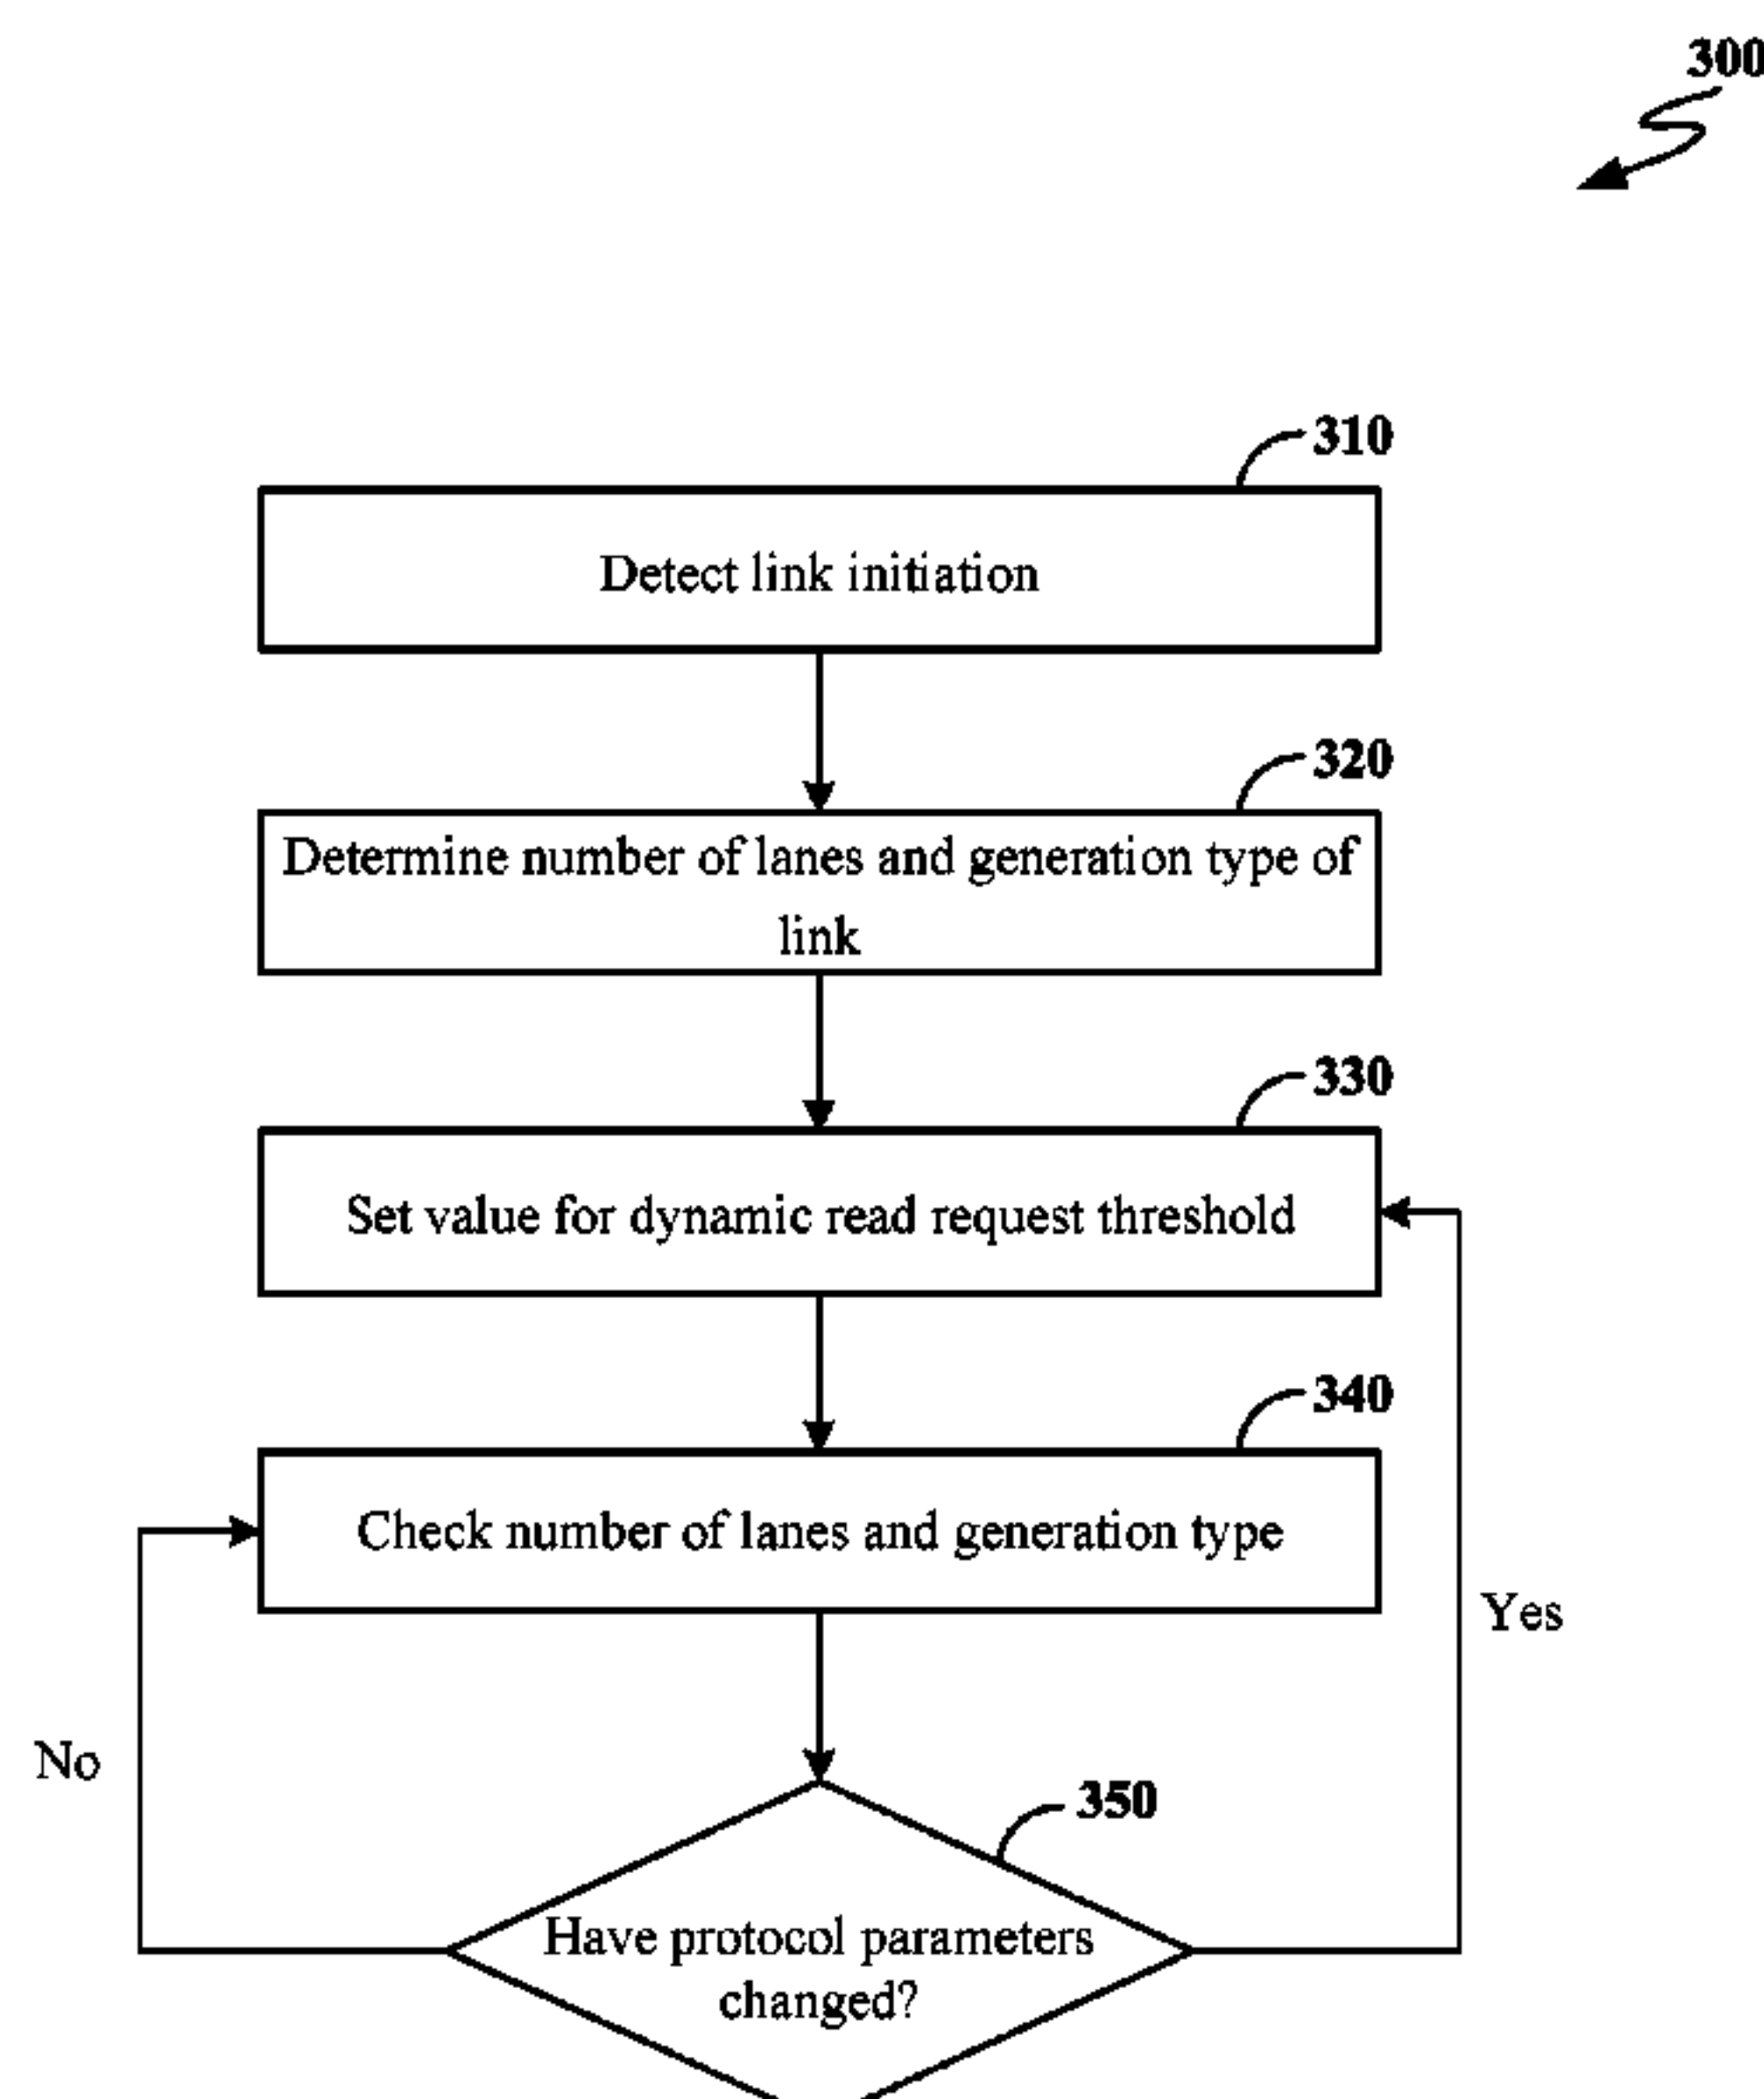 300
310
Detect link initiation
320
Determine number of lanes and generation type of
link
330
Set value for dynamic read request threshold
340
Check number of lanes and generation type
Yes
No
350
Have protocol parameters
changed?